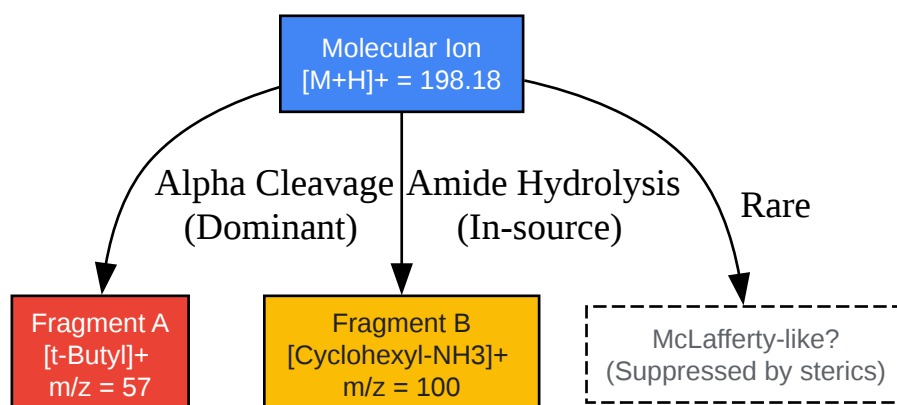 Molecular Ion
[M+H]+ = 198.18
Alpha Cleavage
(Dominant)
Amide Hydrolysis
(In-source)
Rare
Fragment A
[t-Butyl]+
m/z = 57
Fragment B
[Cyclohexyl-NH3]+
m/z = 100
McLafferty-like?
(Suppressed by sterics)